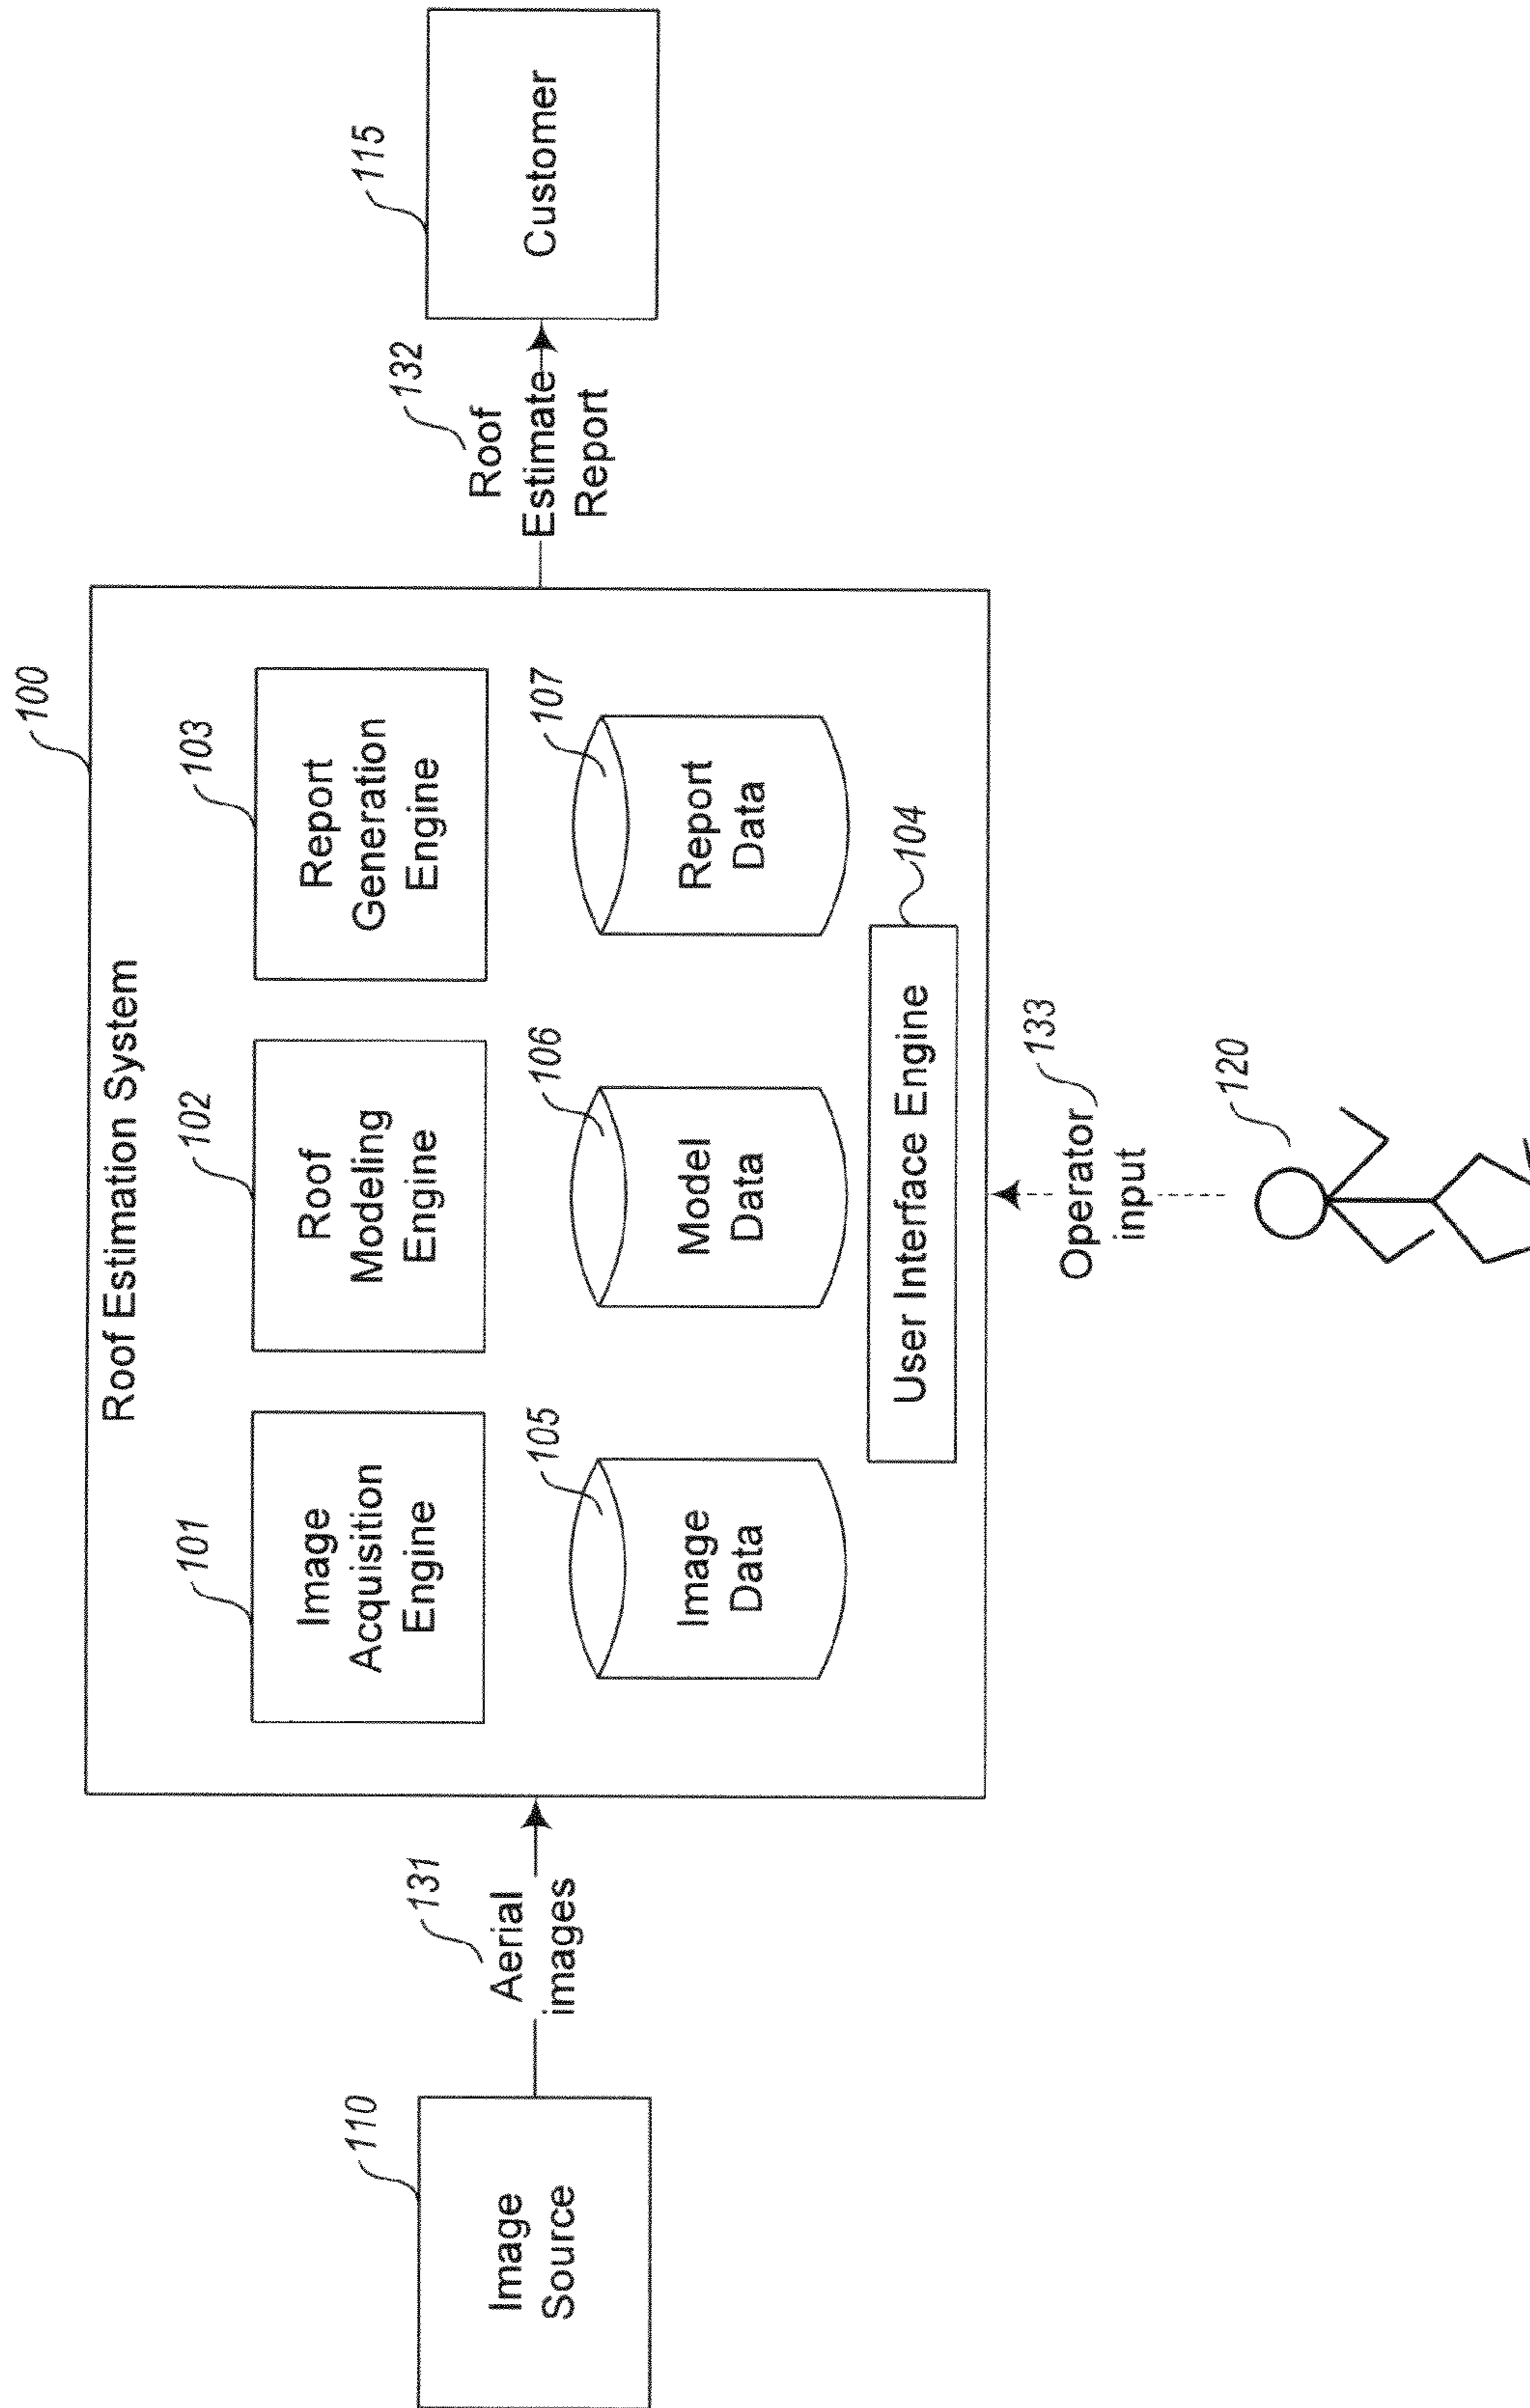 100
Roof Estimation System
101
Image
Acquisition
Engine
102
Roof
Modeling
Engine
103
Report
Generation
Engine
110
Image
Source
131
Aerial
images
132
Roof
Estimate
Report
115
Customer
105
Image
Data
106
Model
Data
107
Report
Data
User Interface Engine
104
Operator
input
133
120